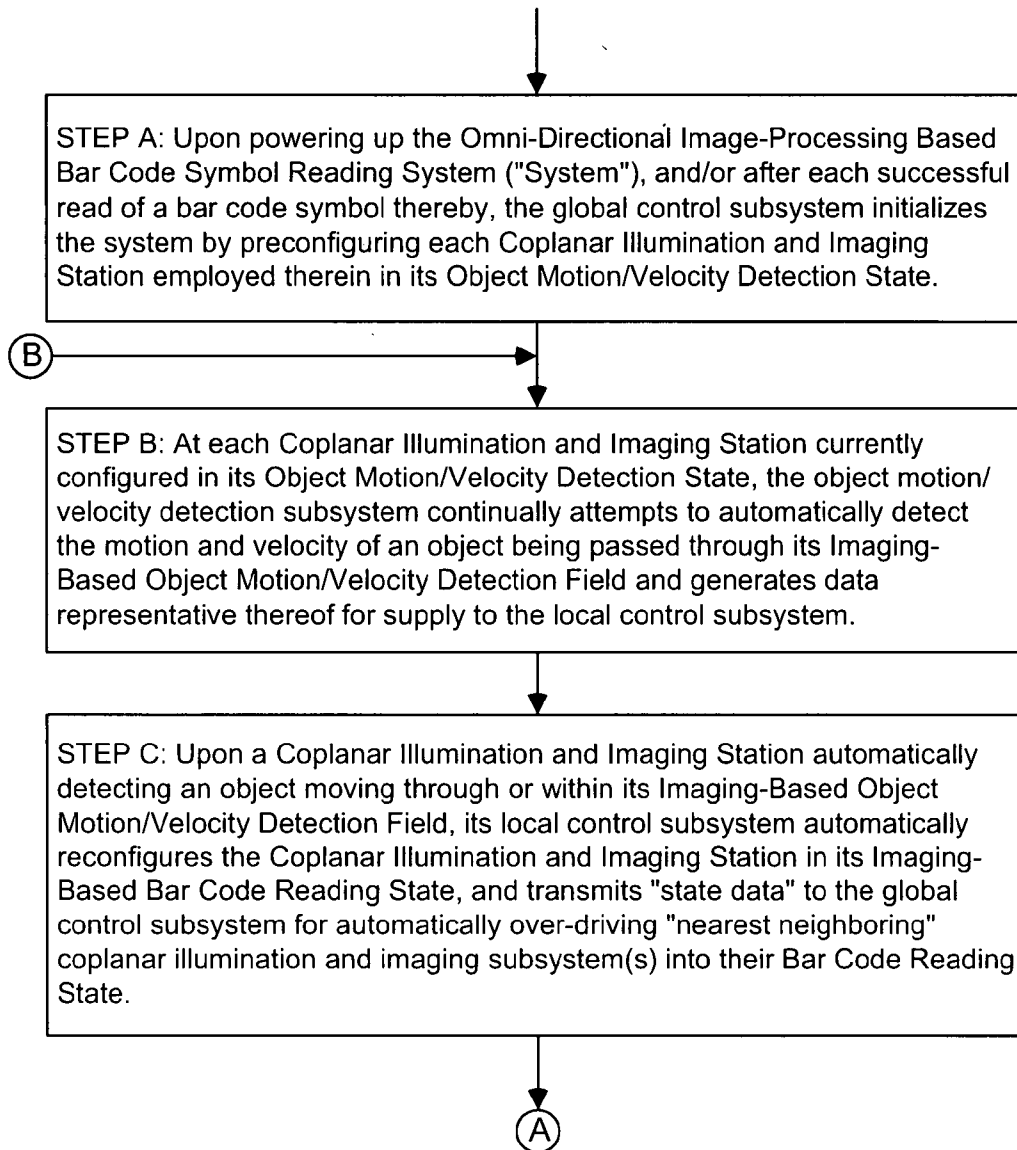 STEP A: Upon powering up the Omni-Directional Image-Processing Based
Bar Code Symbol Reading System ("System"), and/or after each successful
read of a bar code symbol thereby, the global control subsystem initializes
the system by preconfiguring each Coplanar Illumination and Imaging
Station employed therein in its Object Motion/Velocity Detection State.
B
STEP B: At each Coplanar Illumination and Imaging Station currently
configured in its Object Motion/Velocity Detection State, the object motion/
velocity detection subsystem continually attempts to automatically detect
the motion and velocity of an object being passed through its Imaging-
Based Object Motion/Velocity Detection Field and generates data
representative thereof for supply to the local control subsystem.
STEP C: Upon a Coplanar Illumination and Imaging Station automatically
detecting an object moving through or within its Imaging-Based Object
Motion/Velocity Detection Field, its local control subsystem automatically
reconfigures the Coplanar Illumination and Imaging Station in its Imaging-
Based Bar Code Reading State, and transmits "state data" to the global
control subsystem for automatically over-driving "nearest neighboring"
coplanar illumination and imaging subsystem(s) into their Bar Code Reading
State.
A